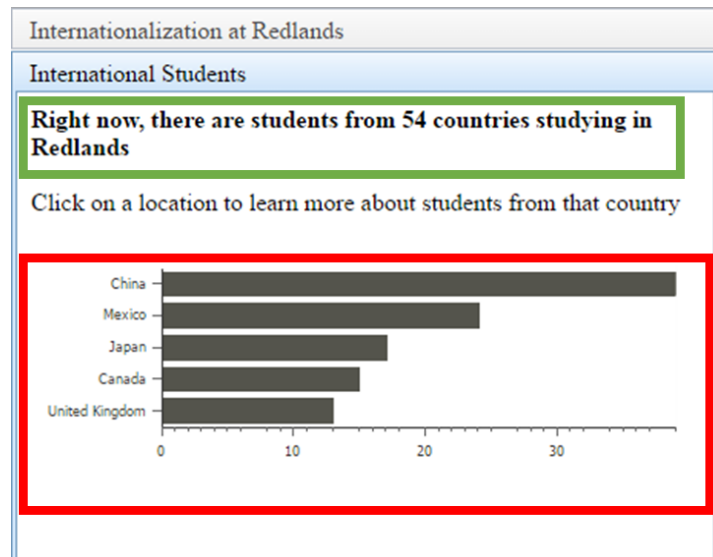 Internationalization at Redlands
International Students
Right now, there are students from 54 countries studying in
Redlands
Click on a location to learn more about students from that country
China
Mexico
Japan
Canada
United Kingdom
0 10 20 30